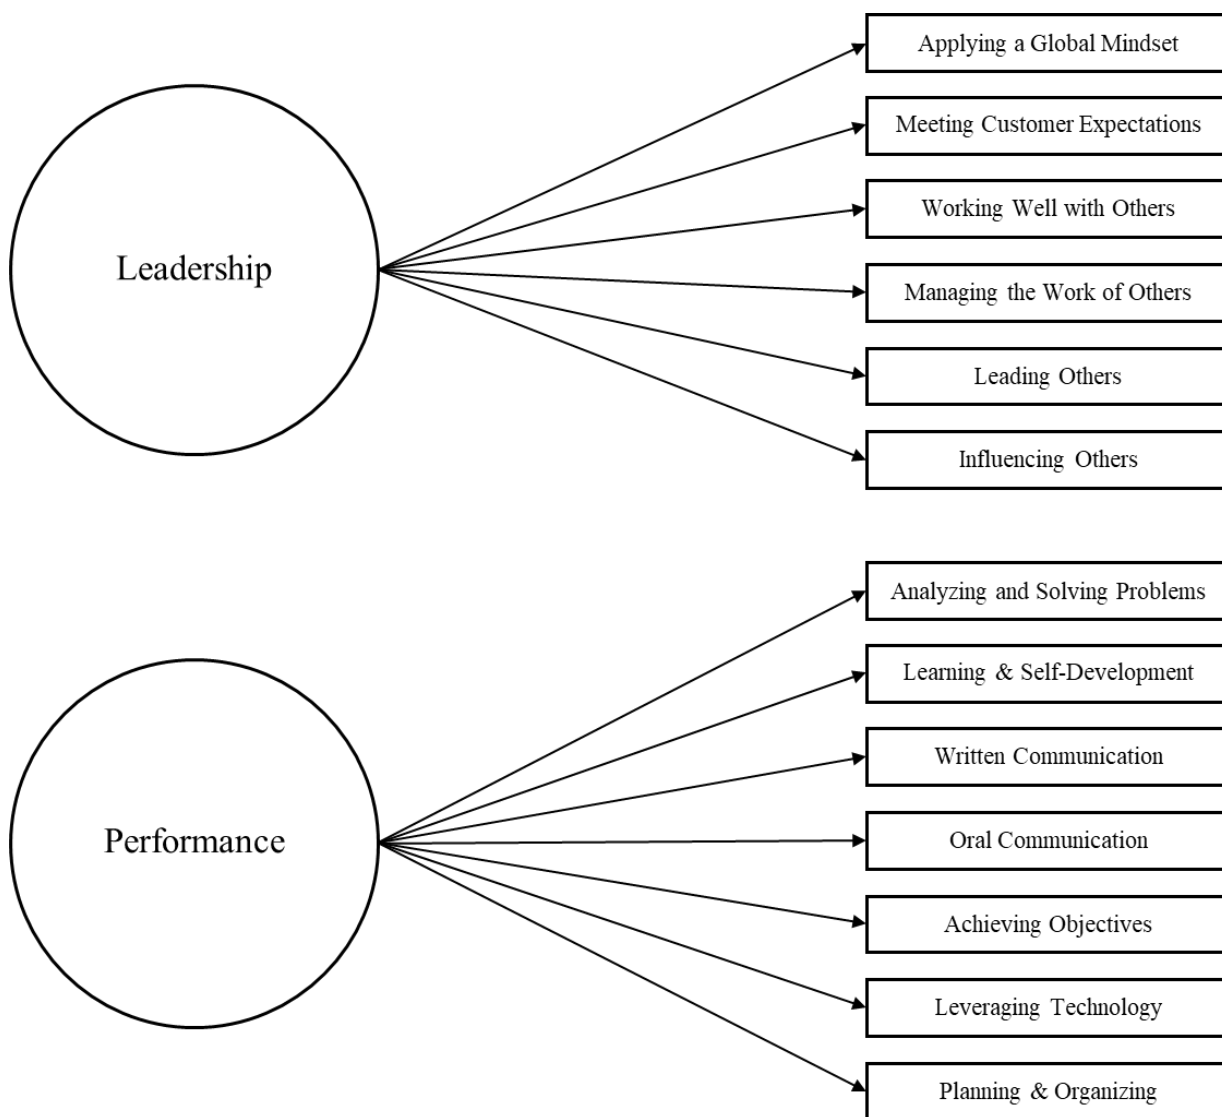 Leadership
Applying a Global Mindset
Meeting Customer Expectations
Working Well with Others
Managing the Work of Others
Leading Others
Influencing Others
Performance
Analyzing and Solving Problems
Learning & Self-Development
Written Communication
Oral Communication
Achieving Objectives
Leveraging Technology
Planning & Organizing